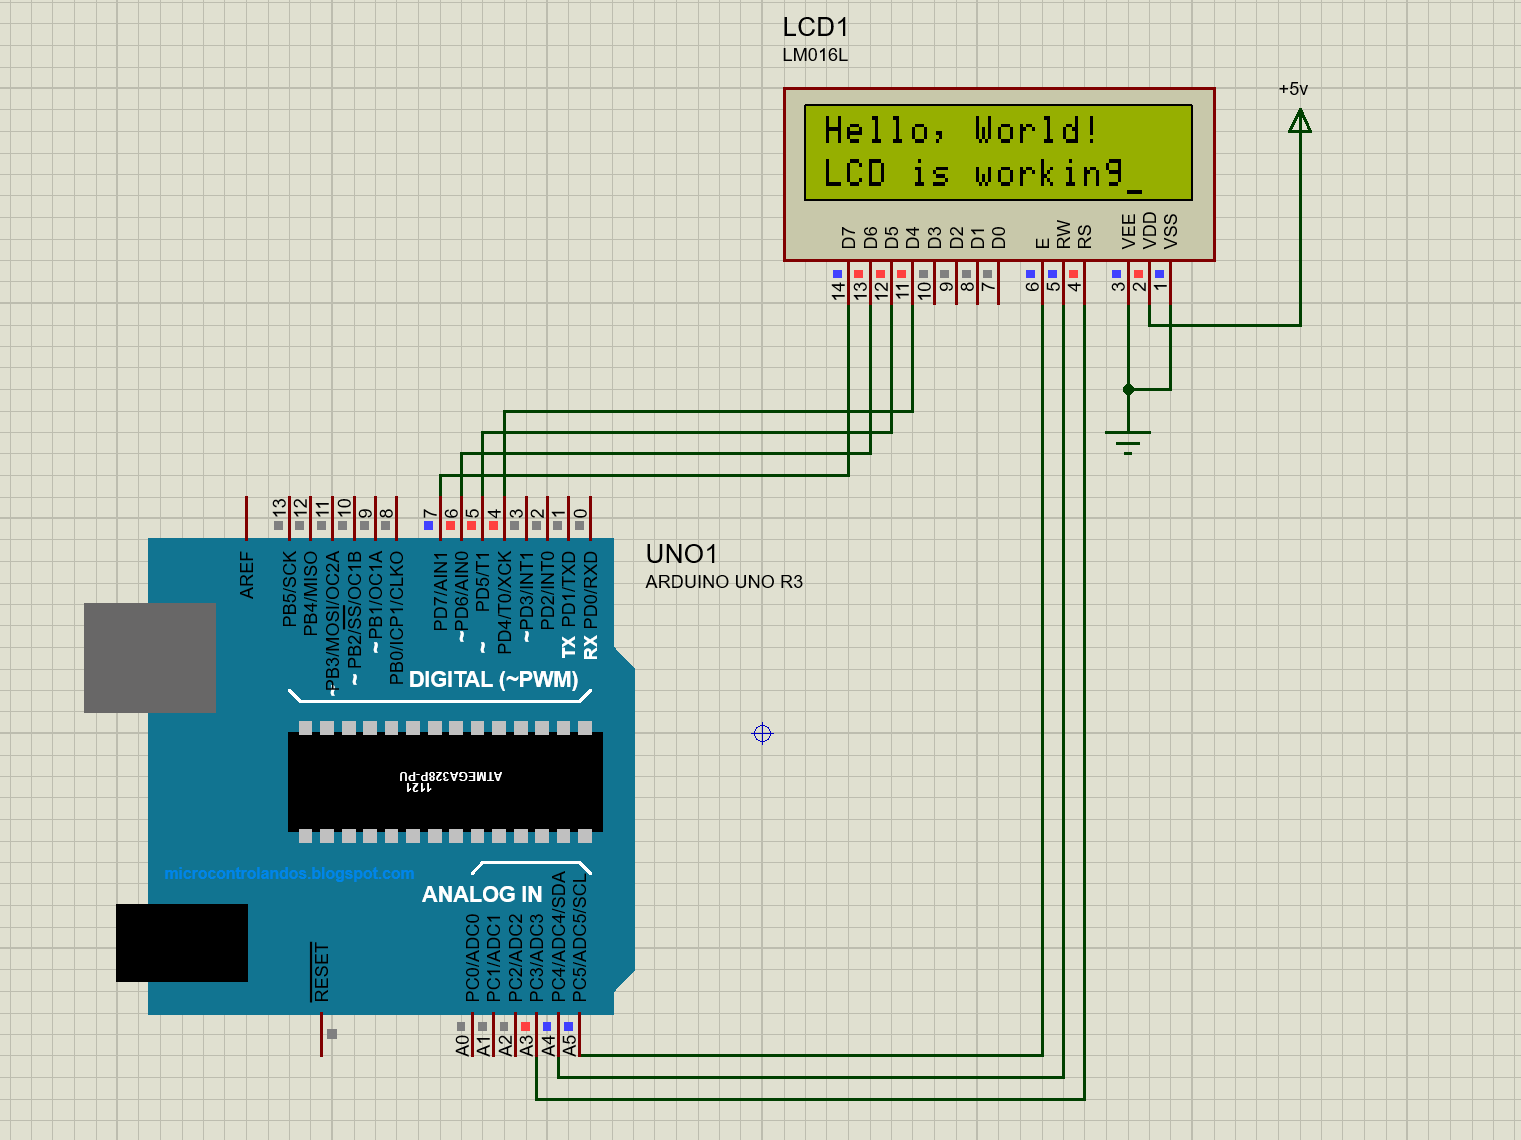 LCD1
LM016L
+5v
Hello, World!
LCD is working_
D7 D6 D5 D4 D3 D2 D1 D0 E RW RS VEE VDD VSS
14 13 12 11 10 9 8 7 6 5 4 3 2 1
13 12 11 10 9 8 7 6 5 4 3 2 1 0
UNO1
ARDUINO UNO R3
AREF PB5/SCK PB4/MISO ~PB3/MOSI/OC2A ~PB2/SS/OC1B ~PB1/OC1A PB0/ICP1/CLKO PD7/AIN1 ~PD6/AIN0 ~PD5/T1 PD4/T0/XCK ~PD3/INT1 PD2/INT0 PD1/TXD PD0/RXD
TX RX
DIGITAL (~PWM)
ATMEGA328P-PU
1121
microcontrolandos.blogspot.com
ANALOG IN
RESET PC0/ADC0 PC1/ADC1 PC2/ADC2 PC3/ADC3 PC4/ADC4/SDA PC5/ADC5/SCL
A0 A1 A2 A3 A4 A5